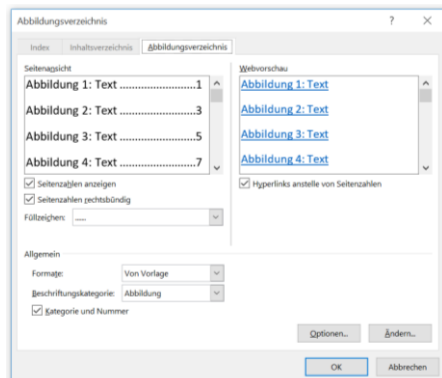 Abbildungsverzeichnis ? ×
Index Inhaltsverzeichnis Abbildungsverzeichnis
Seitenansicht
Abbildung 1: Text ........................1
Abbildung 2: Text ........................3
Abbildung 3: Text ........................5
Abbildung 4: Text ........................7
Seitenzahlen anzeigen
Seitenzahlen rechtsbündig
Füllzeichen: .....
Webvorschau
Abbildung 1: Text
Abbildung 2: Text
Abbildung 3: Text
Abbildung 4: Text
Hyperlinks anstelle von Seitenzahlen
Allgemein
Formate: Von Vorlage
Beschriftungskategorie: Abbildung
Kategorie und Nummer
Optionen... Ändern...
OK Abbrechen